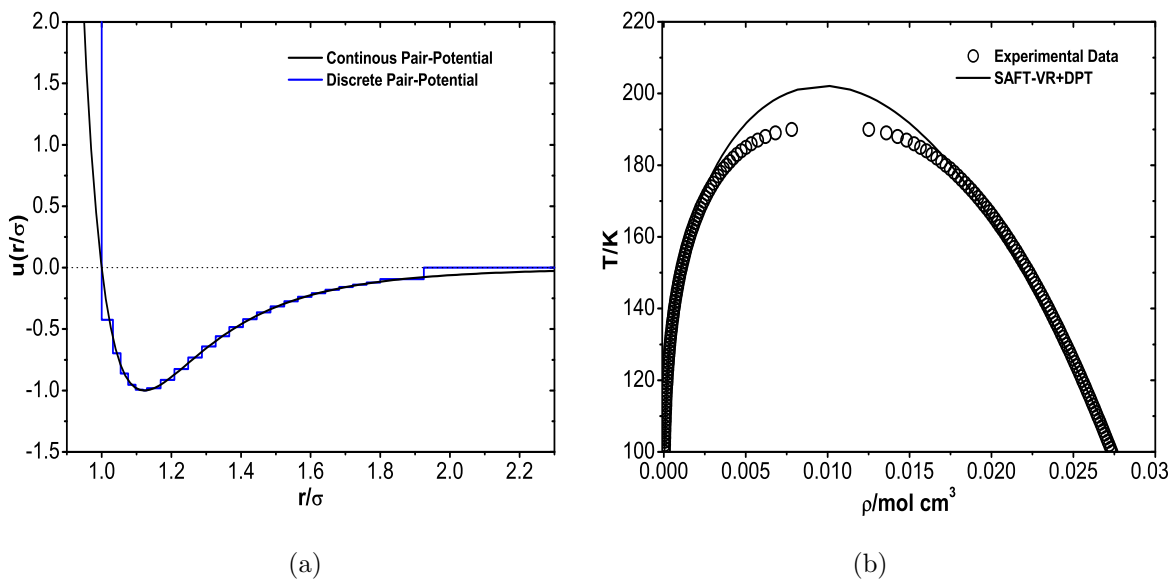 2.0
1.5
1.0
0.5
0.0
-0.5
-1.0
-1.5
u(r/σ)
Continous Pair-Potential
Discrete Pair-Potential
1.0 1.2 1.4 1.6 1.8 2.0 2.2
r/σ
(a)
220
200
180
160
140
120
100
T/K
Experimental Data
SAFT-VR+DPT
0.000 0.005 0.010 0.015 0.020 0.025 0.03
ρ/mol cm³
(b)